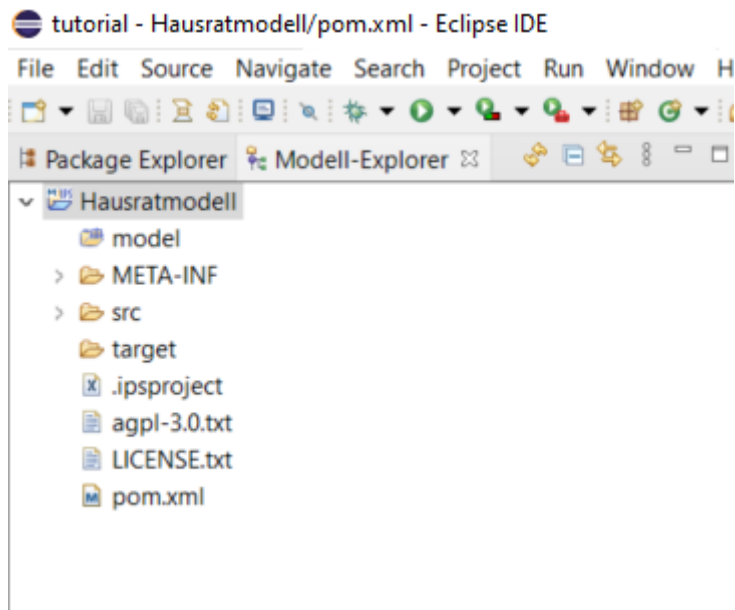 tutorial - Hausratmodell/pom.xml - Eclipse IDE
File Edit Source Navigate Search Project Run Window H
Package Explorer Modell-Explorer
Hausratmodell
model
META-INF
src
target
.ipsproject
agpl-3.0.txt
LICENSE.txt
pom.xml